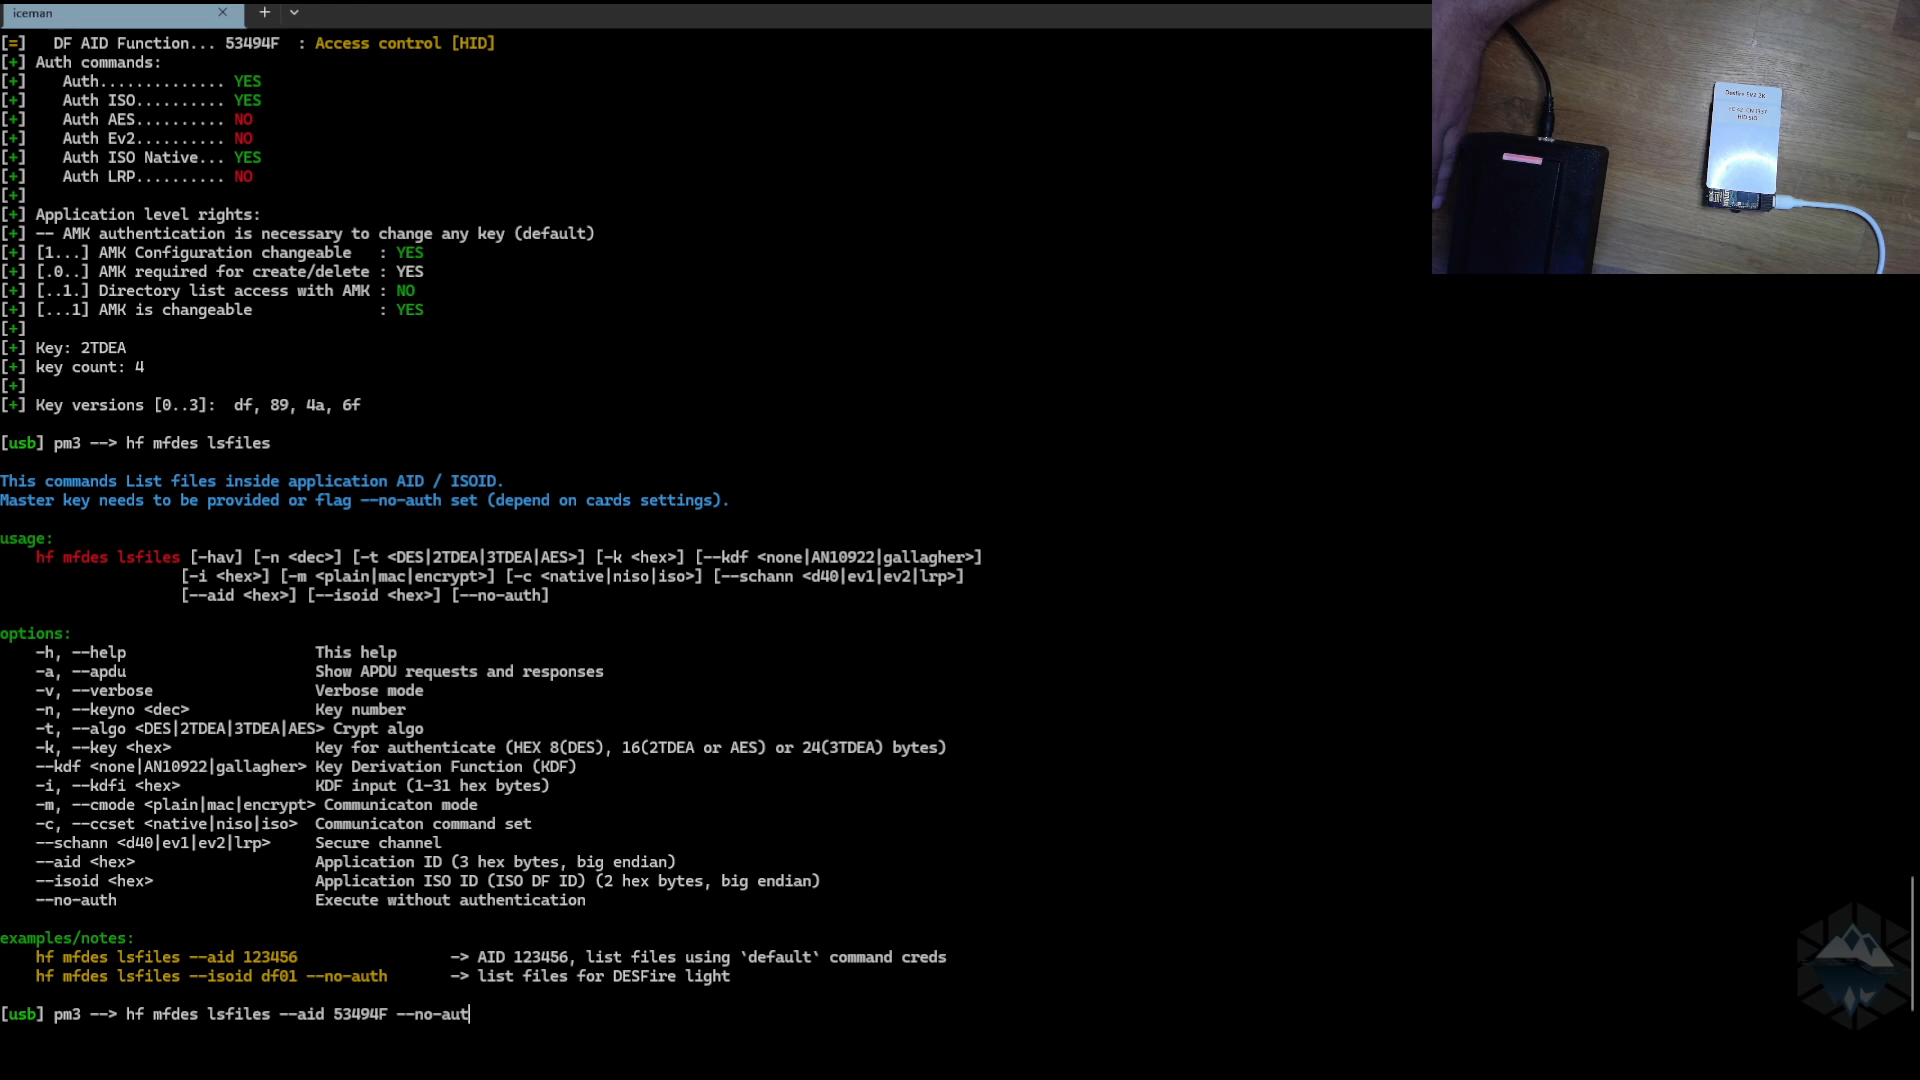 iceman
[=]   DF AID Function... 53494F  : Access control [HID]
[+] Auth commands:
[+]    Auth.............. YES
[+]    Auth ISO.......... YES
[+]    Auth AES.......... NO
[+]    Auth Ev2.......... NO
[+]    Auth ISO Native... YES
[+]    Auth LRP.......... NO
[+]
[+] Application level rights:
[+] -- AMK authentication is necessary to change any key (default)
[+] [1...] AMK Configuration changeable   : YES
[+] [.0..] AMK required for create/delete : YES
[+] [..1.] Directory list access with AMK : NO
[+] [...1] AMK is changeable              : YES
[+]
[+] Key: 2TDEA
[+] key count: 4
[+]
[+] Key versions [0..3]:  df, 89, 4a, 6f
[usb] pm3 --> hf mfdes lsfiles
This commands List files inside application AID / ISOID.
Master key needs to be provided or flag --no-auth set (depend on cards settings).
usage:
    hf mfdes lsfiles [-hav] [-n <dec>] [-t <DES|2TDEA|3TDEA|AES>] [-k <hex>] [--kdf <none|AN10922|gallagher>]
                    [-i <hex>] [-m <plain|mac|encrypt>] [-c <native|niso|iso>] [--schann <d40|ev1|ev2|lrp>]
                    [--aid <hex>] [--isoid <hex>] [--no-auth]
options:
    -h, --help                     This help
    -a, --apdu                     Show APDU requests and responses
    -v, --verbose                  Verbose mode
    -n, --keyno <dec>              Key number
    -t, --algo <DES|2TDEA|3TDEA|AES> Crypt algo
    -k, --key <hex>                Key for authenticate (HEX 8(DES), 16(2TDEA or AES) or 24(3TDEA) bytes)
    --kdf <none|AN10922|gallagher> Key Derivation Function (KDF)
    -i, --kdfi <hex>               KDF input (1-31 hex bytes)
    -m, --cmode <plain|mac|encrypt> Communicaton mode
    -c, --ccset <native|niso|iso>  Communicaton command set
    --schann <d40|ev1|ev2|lrp>     Secure channel
    --aid <hex>                    Application ID (3 hex bytes, big endian)
    --isoid <hex>                  Application ISO ID (ISO DF ID) (2 hex bytes, big endian)
    --no-auth                      Execute without authentication
examples/notes:
    hf mfdes lsfiles --aid 123456                 -> AID 123456, list files using `default` command creds
    hf mfdes lsfiles --isoid df01 --no-auth       -> list files for DESFire light
[usb] pm3 --> hf mfdes lsfiles --aid 53494F --no-aut
Desfire EV2 2K
HID SIO